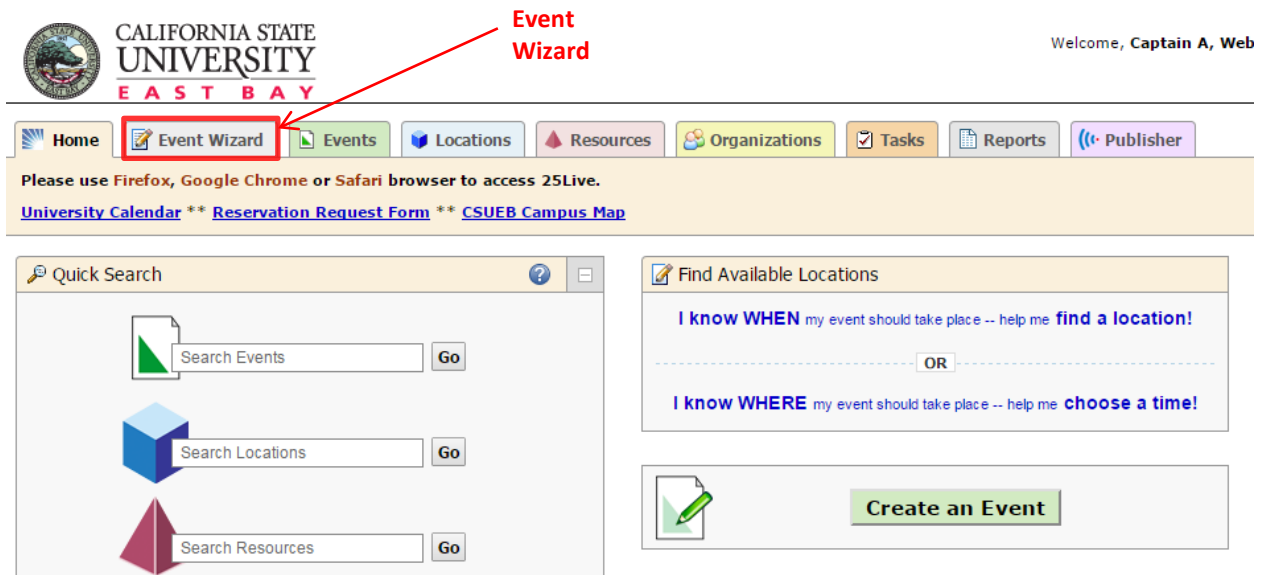 CALIFORNIA STATE
UNIVERSITY
EAST BAY
Event
Wizard
Welcome, Captain A, Web
Home Event Wizard Events Locations Resources Organizations Tasks Reports Publisher
Please use Firefox, Google Chrome or Safari browser to access 25Live.
University Calendar ** Reservation Request Form ** CSUEB Campus Map
Quick Search
Search Events Go
Search Locations Go
Search Resources Go
Find Available Locations
I know WHEN my event should take place -- help me find a location!
OR
I know WHERE my event should take place -- help me choose a time!
Create an Event